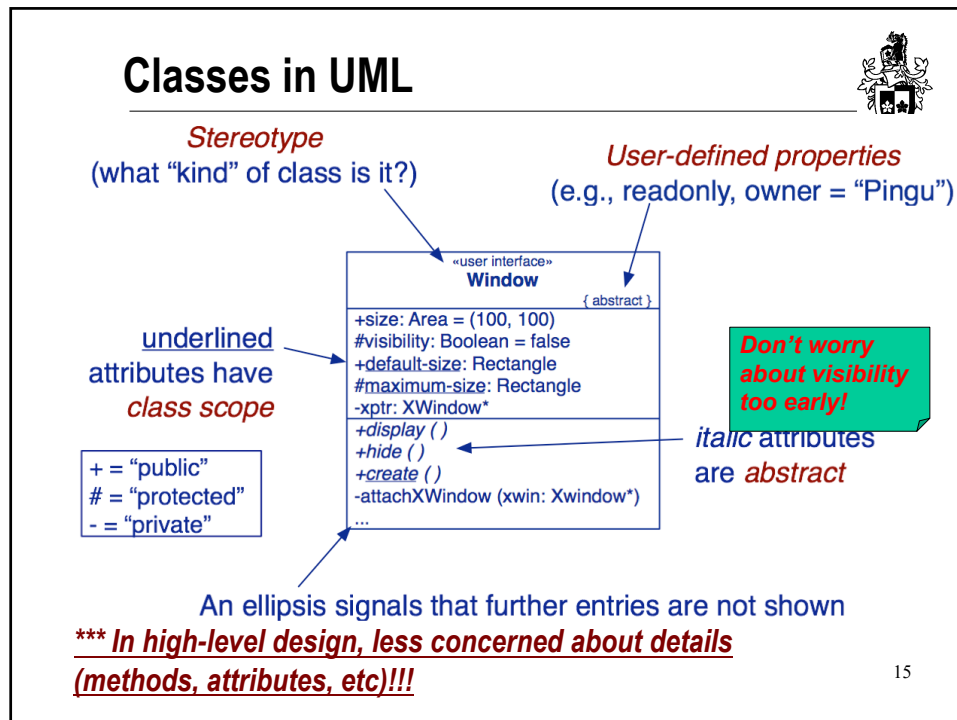 Classes in UML
Stereotype
(what “kind” of class is it?)
User-defined properties
(e.g., readonly, owner = “Pingu”)
«user interface»
Window
{ abstract }
+size: Area = (100, 100)
#visibility: Boolean = false
+default-size: Rectangle
#maximum-size: Rectangle
-xptr: XWindow*
+display ( )
+hide ( )
+create ( )
-attachXWindow (xwin: Xwindow*)
...
underlined
attributes have
class scope
Don’t worry
about visibility
too early!
italic attributes
are abstract
+ = “public”
# = “protected”
- = “private”
An ellipsis signals that further entries are not shown
*** In high-level design, less concerned about details
(methods, attributes, etc)!!!
15